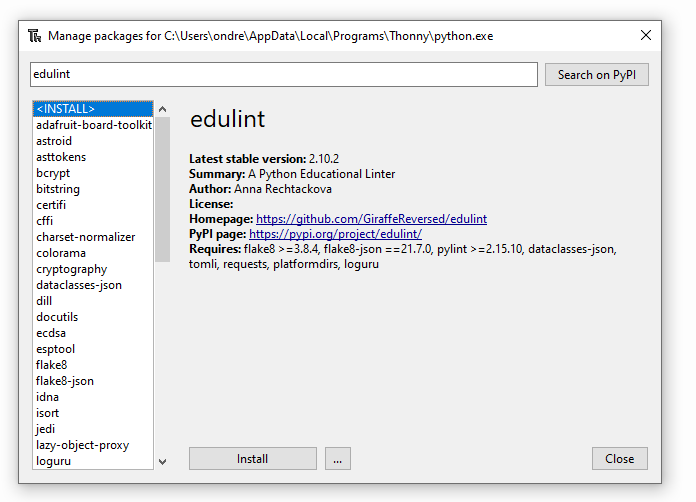 Manage packages for C:\Users\ondre\AppData\Local\Programs\Thonny\python.exe
edulint
Search on PyPI
<INSTALL>
adafruit-board-toolkit
astroid
asttokens
bcrypt
bitstring
certifi
cffi
charset-normalizer
colorama
cryptography
dataclasses-json
dill
docutils
ecdsa
esptool
flake8
flake8-json
idna
isort
jedi
lazy-object-proxy
loguru
edulint
Latest stable version: 2.10.2
Summary: A Python Educational Linter
Author: Anna Rechtackova
License:
Homepage: https://github.com/GiraffeReversed/edulint
PyPI page: https://pypi.org/project/edulint/
Requires: flake8 >=3.8.4, flake8-json ==21.7.0, pylint >=2.15.10, dataclasses-json,
tomli, requests, platformdirs, loguru
Install
...
Close